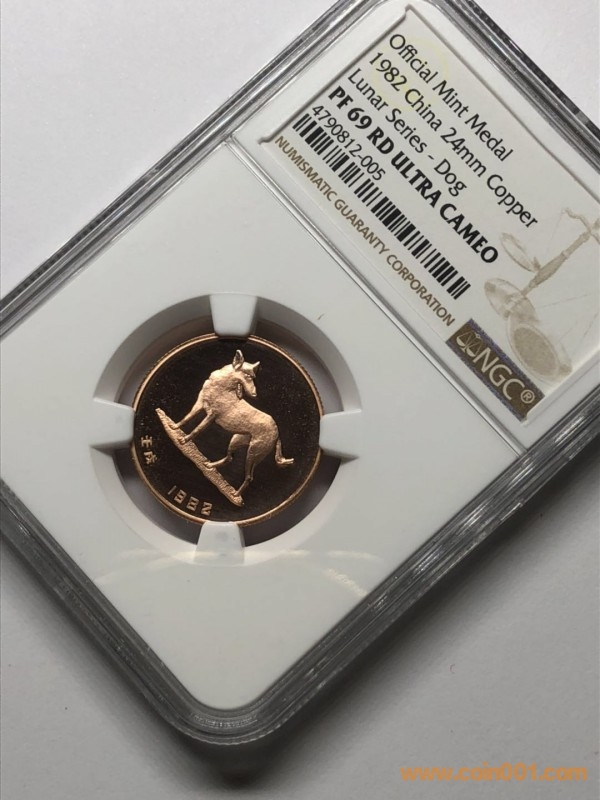 Official Mint Medal
1982 China 24mm Copper
Lunar Series - Dog
PF 69 RD ULTRA CAMEO
4790812-005
NUMISMATIC GUARANTY CORPORATION
NGC®
壬戌
1982
www.coin001.com